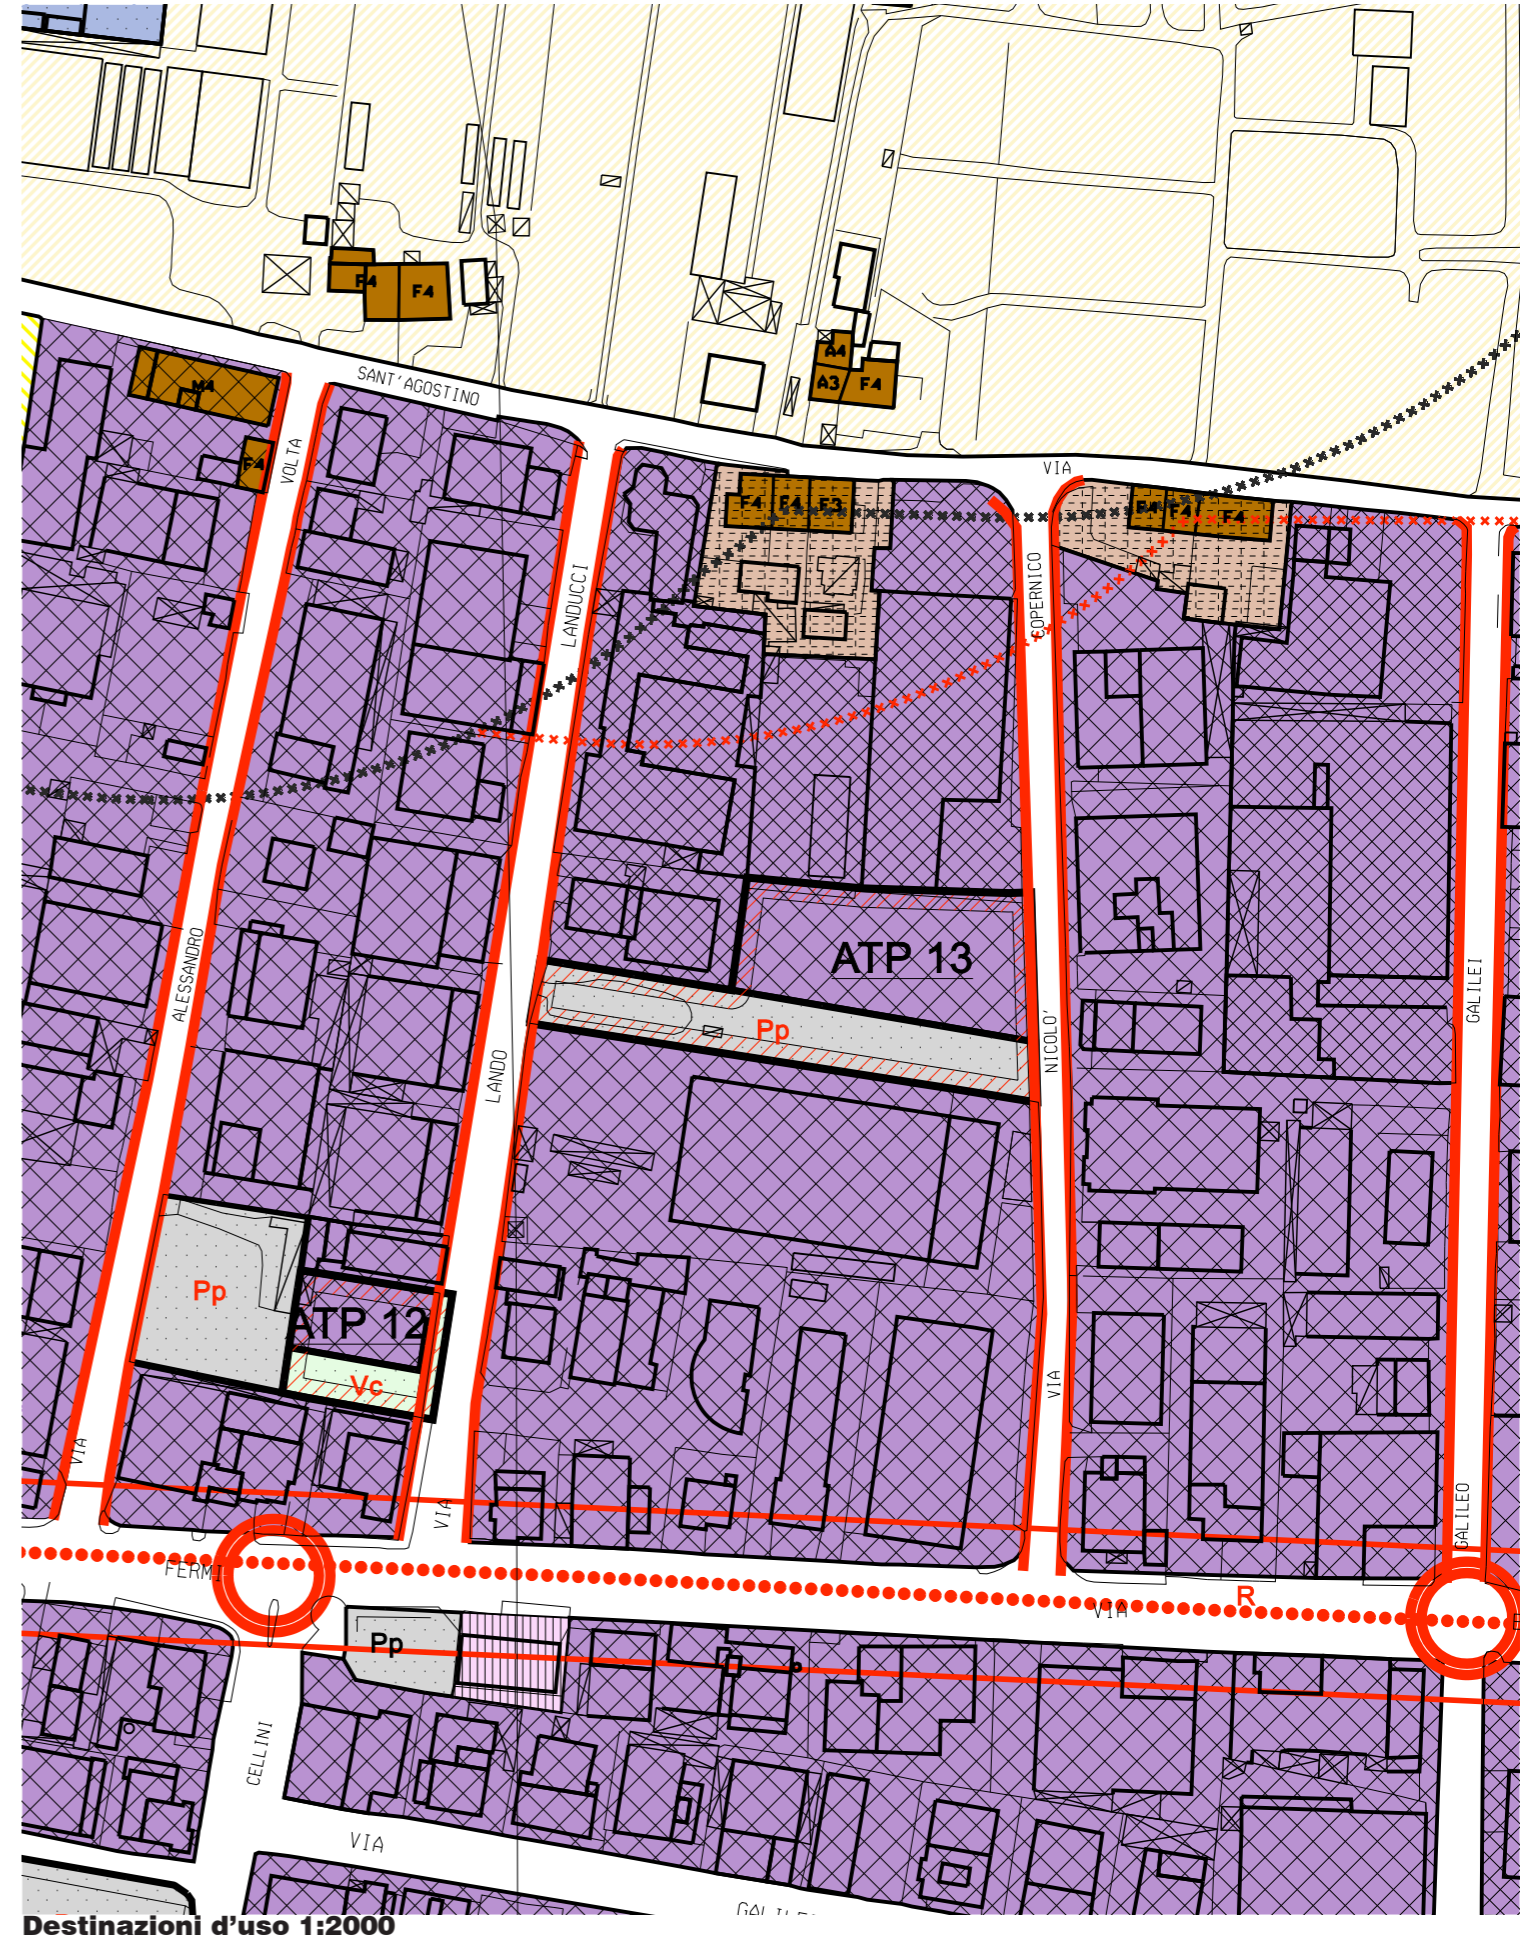 F4
F4
A4
A3
F4
M4
F4
SANT'AGOSTINO
VOLTA
VIA
F4
F4
F3
F4
F4
F4
LANDUCCI
COPERNICO
ATP 13
ALESSANDRO
GALILEI
Pp
NICOLO'
LANDO
Pp
ATP 12
Vc
VIA
VIA
VIA
GALILEO
FERMI
VIA
R
E
Pp
CELLINI
VIA
Destinazioni d'uso 1:2000